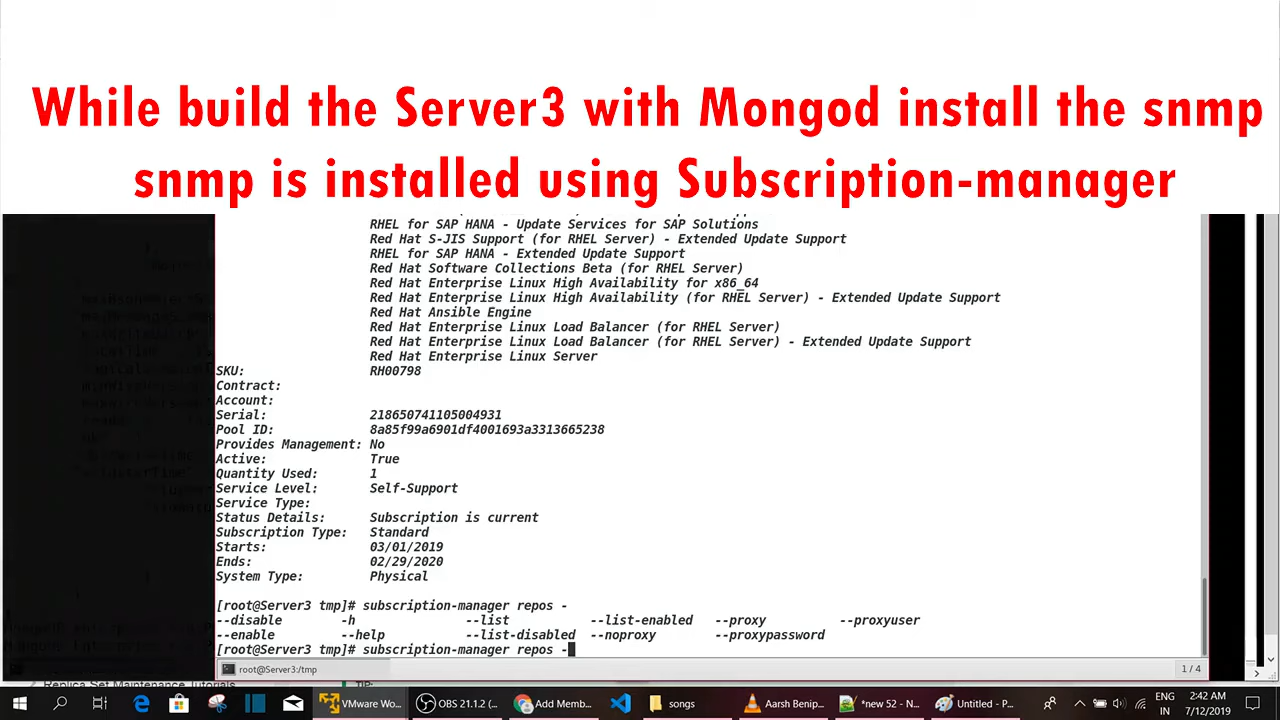 While build the Server3 with Mongod install the snmp
snmp is installed using Subscription-manager
RHEL for SAP HANA - Update Services for SAP Solutions
Red Hat S-JIS Support (for RHEL Server) - Extended Update Support
RHEL for SAP HANA - Extended Update Support
Red Hat Software Collections Beta (for RHEL Server)
Red Hat Enterprise Linux High Availability for x86_64
Red Hat Enterprise Linux High Availability (for RHEL Server) - Extended Update Support
Red Hat Ansible Engine
Red Hat Enterprise Linux Load Balancer (for RHEL Server)
Red Hat Enterprise Linux Load Balancer (for RHEL Server) - Extended Update Support
Red Hat Enterprise Linux Server
SKU: RH00798
Contract:
Account:
Serial: 218650741105004931
Pool ID: 8a85f99a6901df4001693a3313665238
Provides Management: No
Active: True
Quantity Used: 1
Service Level: Self-Support
Service Type:
Status Details: Subscription is current
Subscription Type: Standard
Starts: 03/01/2019
Ends: 02/29/2020
System Type: Physical
[root@Server3 tmp]# subscription-manager repos -
--disable -h --list --list-enabled --proxy --proxyuser
--enable --help --list-disabled --noproxy --proxypassword
[root@Server3 tmp]# subscription-manager repos -
root@Server3:/tmp 1 / 4
Replica Set Maintenance Tutorials TIP:
VMware Wo... OBS 21.1.2 (... Add Memb... songs Aarsh Benip... *new 52 - N... Untitled - P...
ENG 2:42 AM
IN 7/12/2019